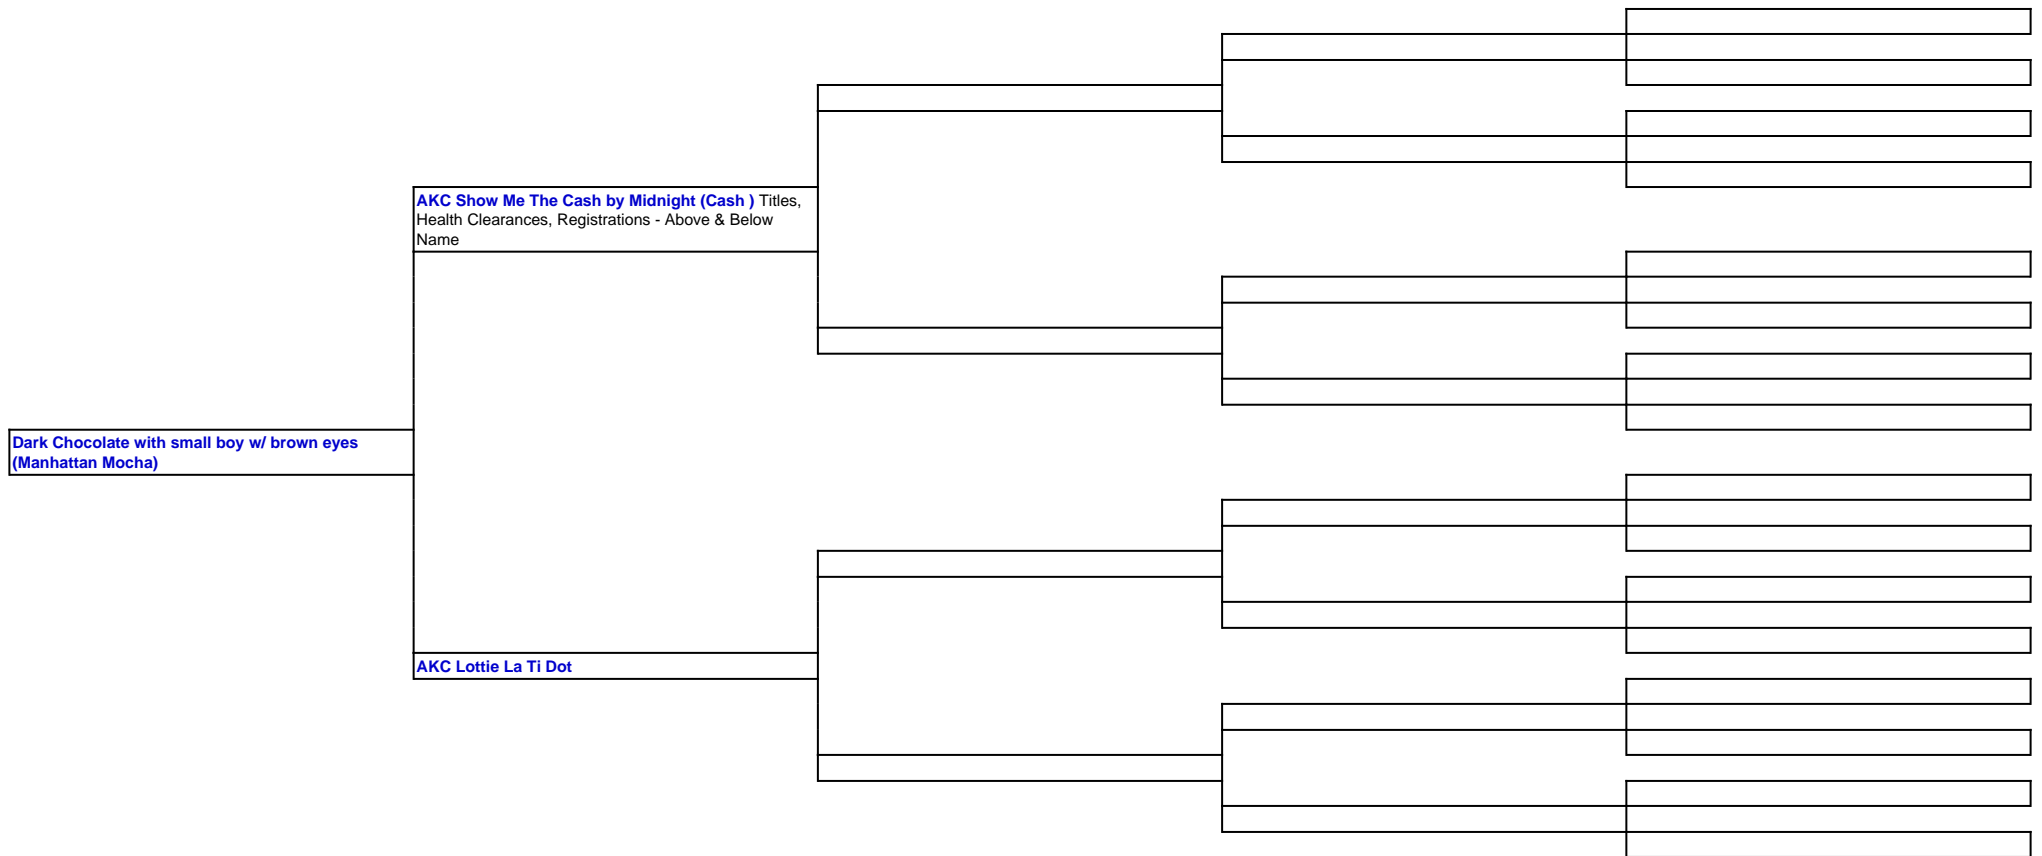 AKC Show Me The Cash by Midnight (Cash ) Titles,
Health Clearances, Registrations - Above & Below
Name
Dark Chocolate with small boy w/ brown eyes
(Manhattan Mocha)
AKC Lottie La Ti Dot